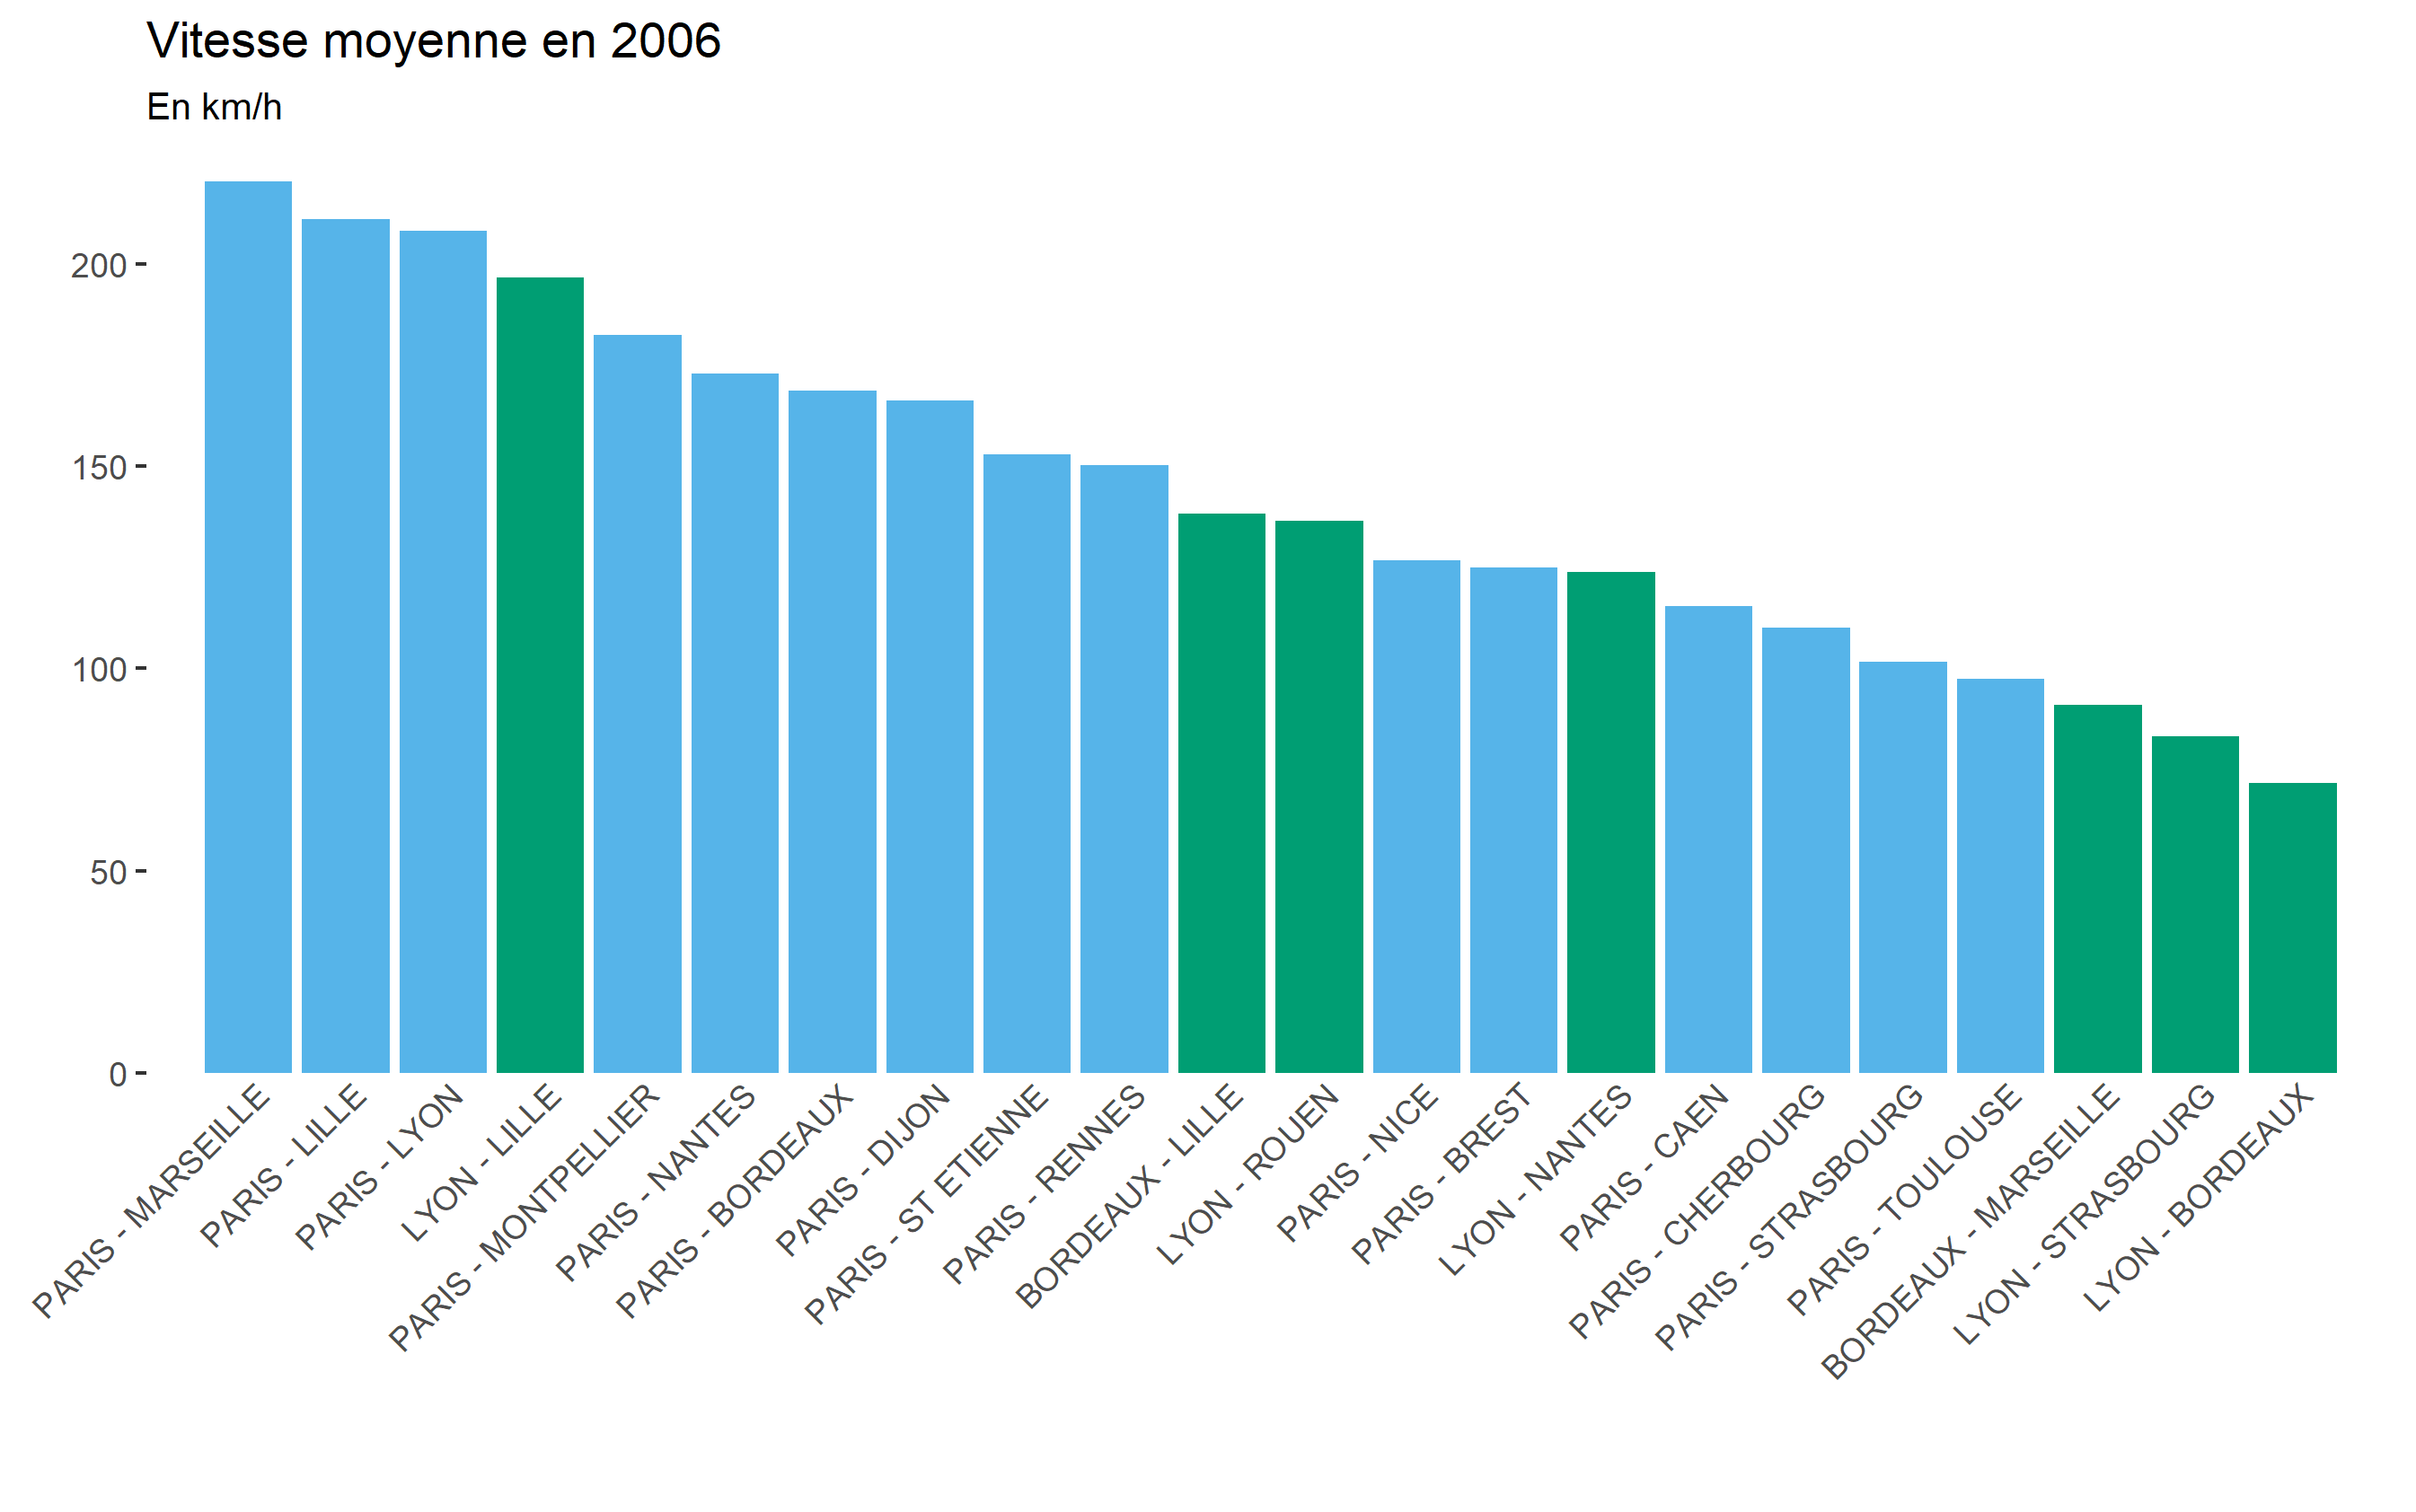 Vitesse moyenne en 2006
En km/h
200
150
100
50
0
PARIS - MARSEILLE
PARIS - LILLE
PARIS - LYON
LYON - LILLE
PARIS - MONTPELLIER
PARIS - NANTES
PARIS - BORDEAUX
PARIS - DIJON
PARIS - ST ETIENNE
PARIS - RENNES
BORDEAUX - LILLE
LYON - ROUEN
PARIS - NICE
PARIS - BREST
LYON - NANTES
PARIS - CAEN
PARIS - CHERBOURG
PARIS - STRASBOURG
PARIS - TOULOUSE
BORDEAUX - MARSEILLE
LYON - STRASBOURG
LYON - BORDEAUX